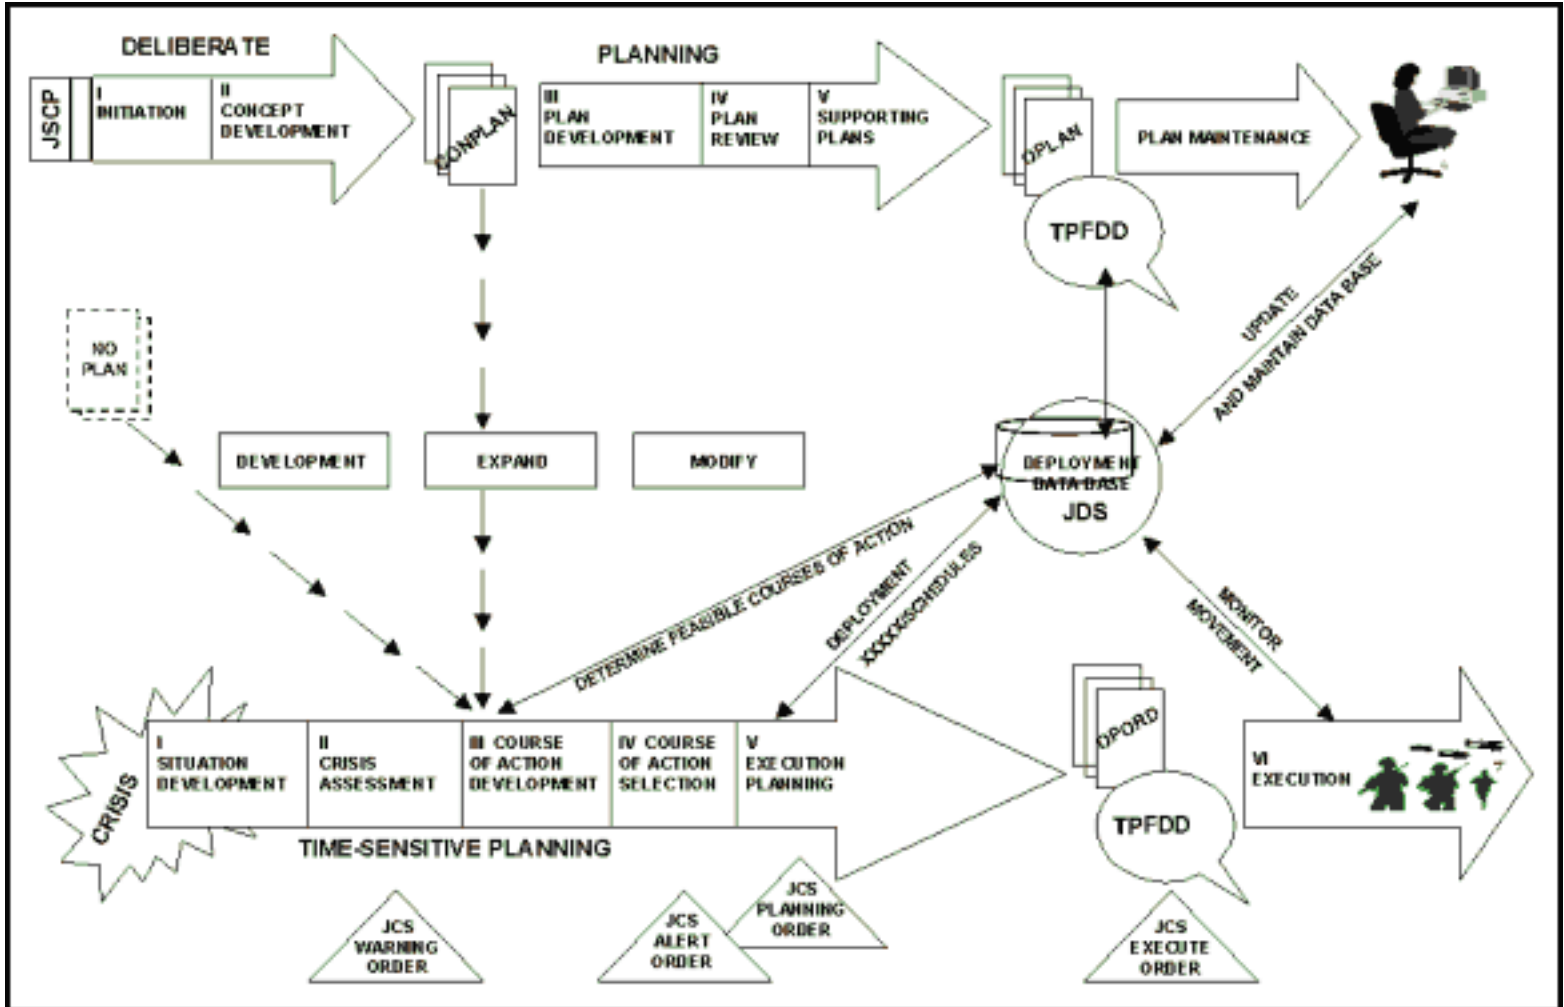 DELIBERATE
PLANNING
JSCP
I
INITIATION
II
CONCEPT
DEVELOPMENT
CONPLAN
III
PLAN
DEVELOPMENT
IV
PLAN
REVIEW
V
SUPPORTING
PLANS
OPLAN
TPFDD
PLAN MAINTENANCE
UPDATE
AND MAINTAIN DATA BASE
NO
PLAN
DEVELOPMENT
EXPAND
MODIFY
DEPLOYMENT
DATA BASE
JDS
DETERMINE FEASIBLE COURSES OF ACTION
DEPLOYMENT
XXXXX/SCHEDULES
MONITOR
MOVEMENT
CRISIS
I
SITUATION
DEVELOPMENT
II
CRISIS
ASSESSMENT
III COURSE
OF ACTION
DEVELOPMENT
IV COURSE
OF ACTION
SELECTION
V
EXECUTION
PLANNING
TIME-SENSITIVE PLANNING
OPORD
TPFDD
VI
EXECUTION
JCS
WARNING
ORDER
JCS
ALERT
ORDER
JCS
PLANNING
ORDER
JCS
EXECUTE
ORDER